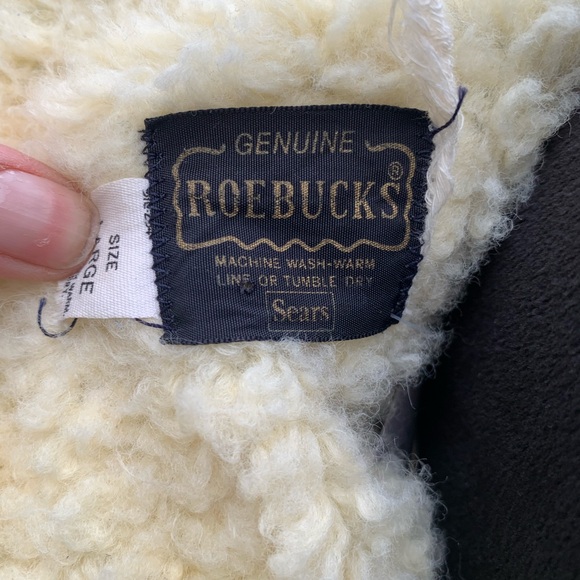 GENUINE
ROEBUCKS®
MACHINE WASH-WARM
LINE OR TUMBLE DRY
Sears
SIZE
LARGE